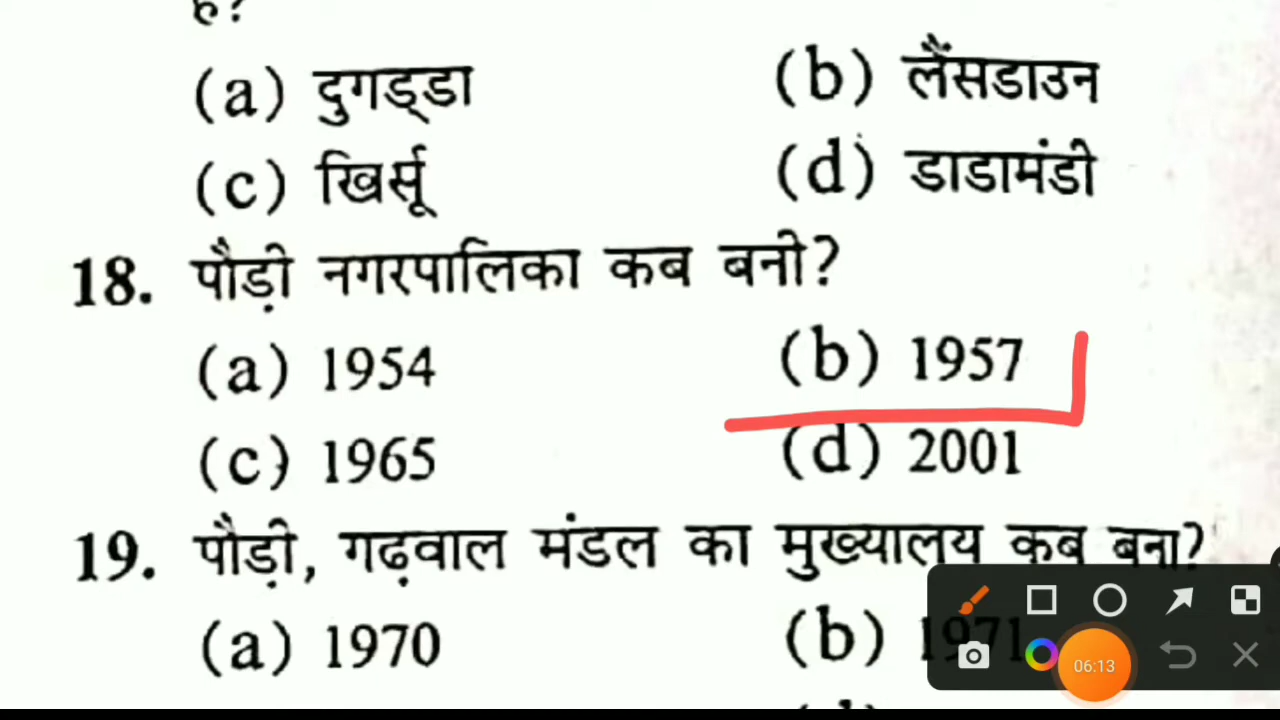 है?
(a) दुगड्डा (b) लैंसडाउन
(c) खिर्सू (d) डाडामंडी
18. पौड़ी नगरपालिका कब बनी?
(a) 1954 (b) 1957
(c) 1965 (d) 2001
19. पौड़ी, गढ़वाल मंडल का मुख्यालय कब बना?
(a) 1970 (b) 1971
06:13